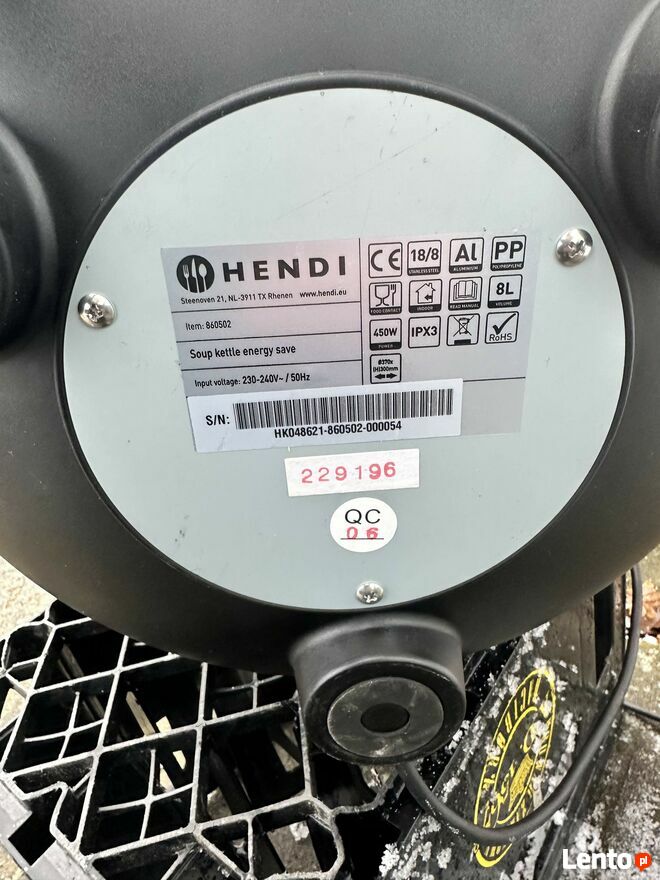 HENDI
Steenoven 21, NL-3911 TX Rhenen www.hendi.eu
Item: 860502
Soup kettle energy save
Input voltage: 230-240V~ / 50Hz
CE
18/8
STAINLESS STEEL
Al
ALUMINIUM
PP
POLYPROPYLENE
FOOD CONTACT
INDOOR
READ MANUAL
8L
VOLUME
450W
POWER
IPX3
RoHS
Ø370x
(H)300mm
S/N:
HK048621-860502-000054
229196
QC
06
Lento.pl